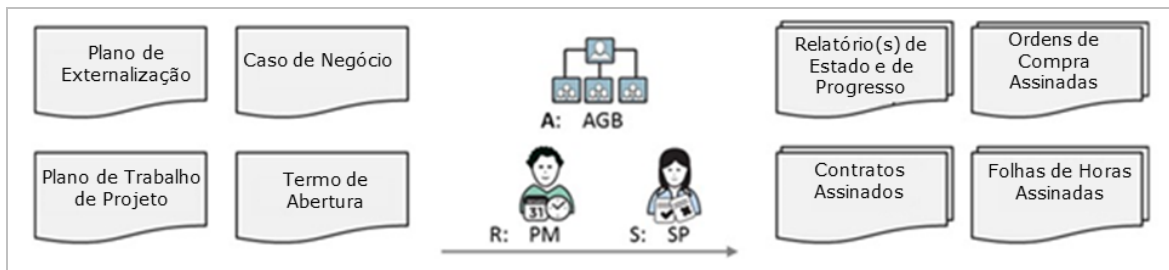 Plano de
Externalização
Caso de Negócio
Plano de Trabalho
de Projeto
Termo de
Abertura
A: AGB
31
R: PM
S: SP
Relatório(s) de
Estado e de
Progresso
Ordens de
Compra
Assinadas
Contratos
Assinados
Folhas de Horas
Assinadas